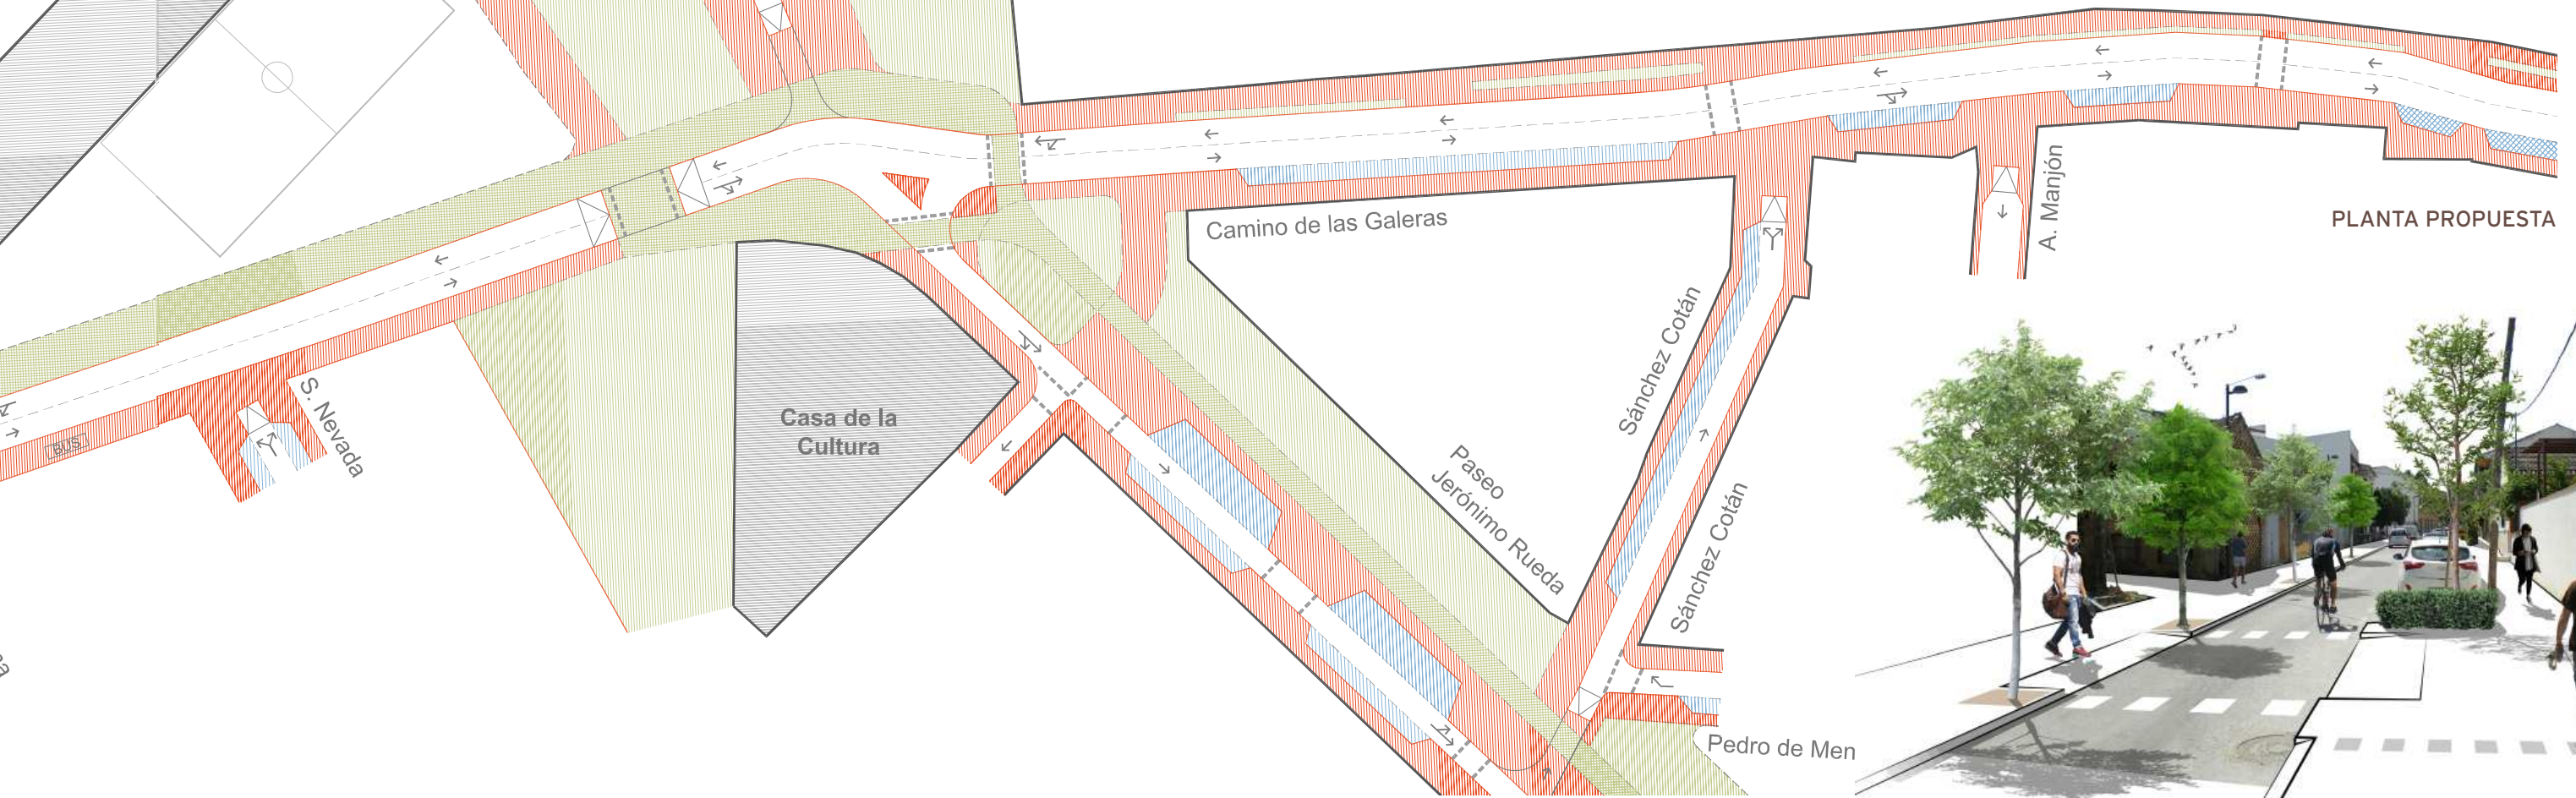 Camino de las Galeras
A. Manjón
PLANTA PROPUESTA
Sánchez Cotán
S. Nevada
BUS
Casa de la
Cultura
Paseo
Jerónimo Rueda
Sánchez Cotán
Pedro de Men